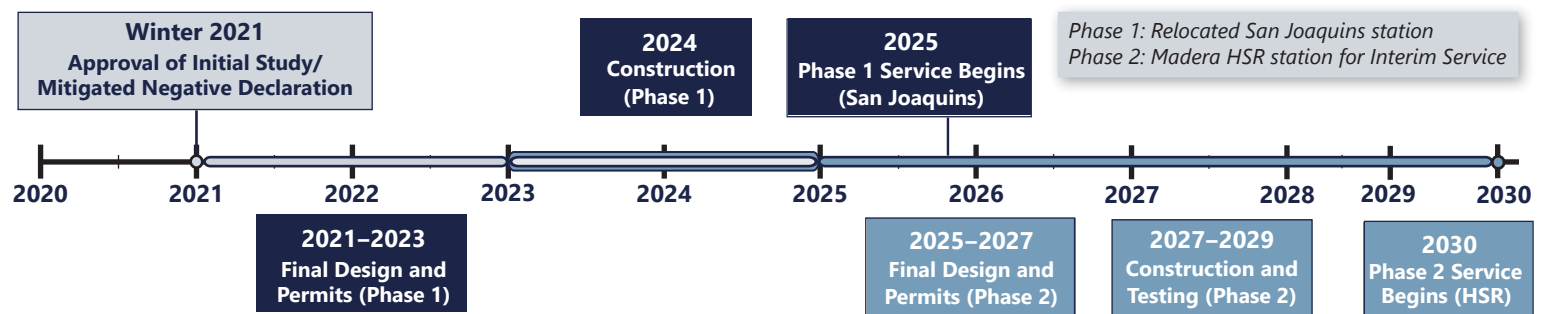 Winter 2021
Approval of Initial Study/
Mitigated Negative Declaration
2024
Construction
(Phase 1)
2025
Phase 1 Service Begins
(San Joaquins)
Phase 1: Relocated San Joaquins station
Phase 2: Madera HSR station for Interim Service
2020
2021
2022
2023
2024
2025
2026
2027
2028
2029
2030
2021–2023
Final Design and
Permits (Phase 1)
2025–2027
Final Design and
Permits (Phase 2)
2027–2029
Construction and
Testing (Phase 2)
2030
Phase 2 Service
Begins (HSR)